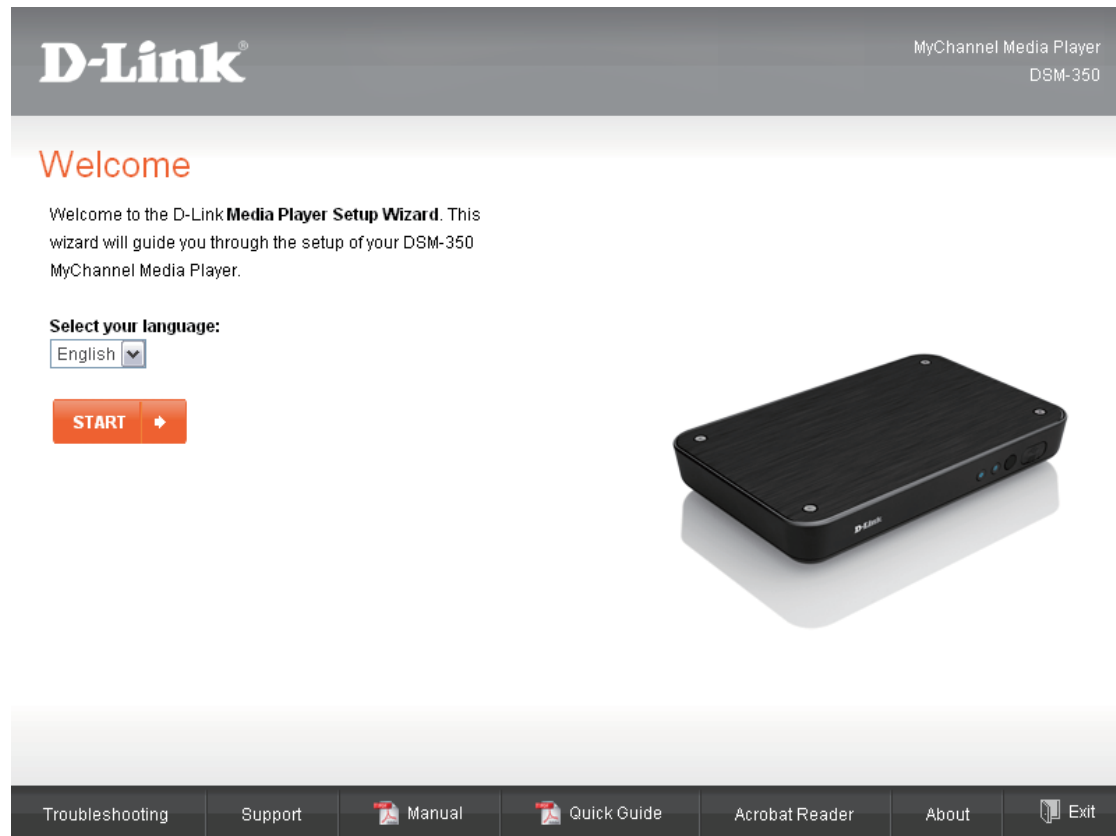 D-Link®
MyChannel Media Player
DSM-350
Welcome
Welcome to the D-Link Media Player Setup Wizard. This
wizard will guide you through the setup of your DSM-350
MyChannel Media Player.
Select your language:
English
START
D-Link
Troubleshooting
Support
Manual
Quick Guide
Acrobat Reader
About
Exit